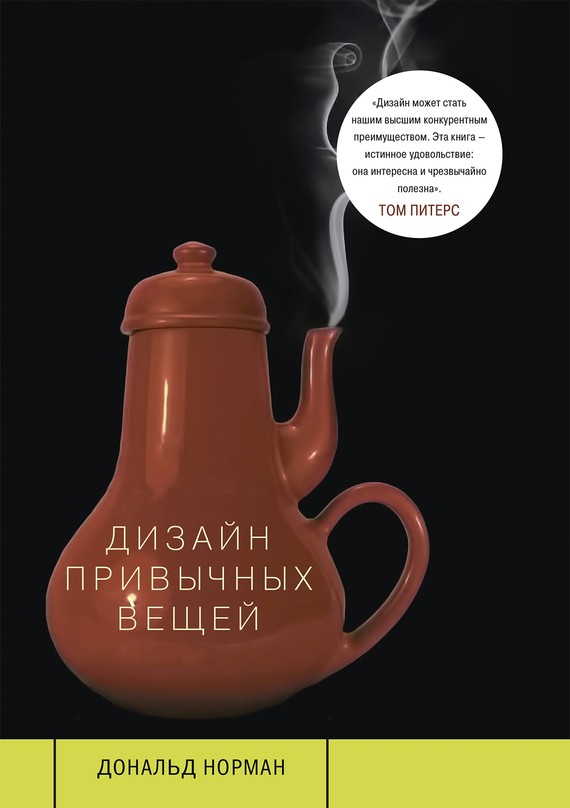 «Дизайн может стать
нашим высшим конкурентным
преимуществом. Эта книга –
истинное удовольствие:
она интересна и чрезвычайно
полезна».
ТОМ ПИТЕРС
ДИЗАЙН
ПРИВЫЧНЫХ
ВЕЩЕЙ
ДОНАЛЬД НОРМАН